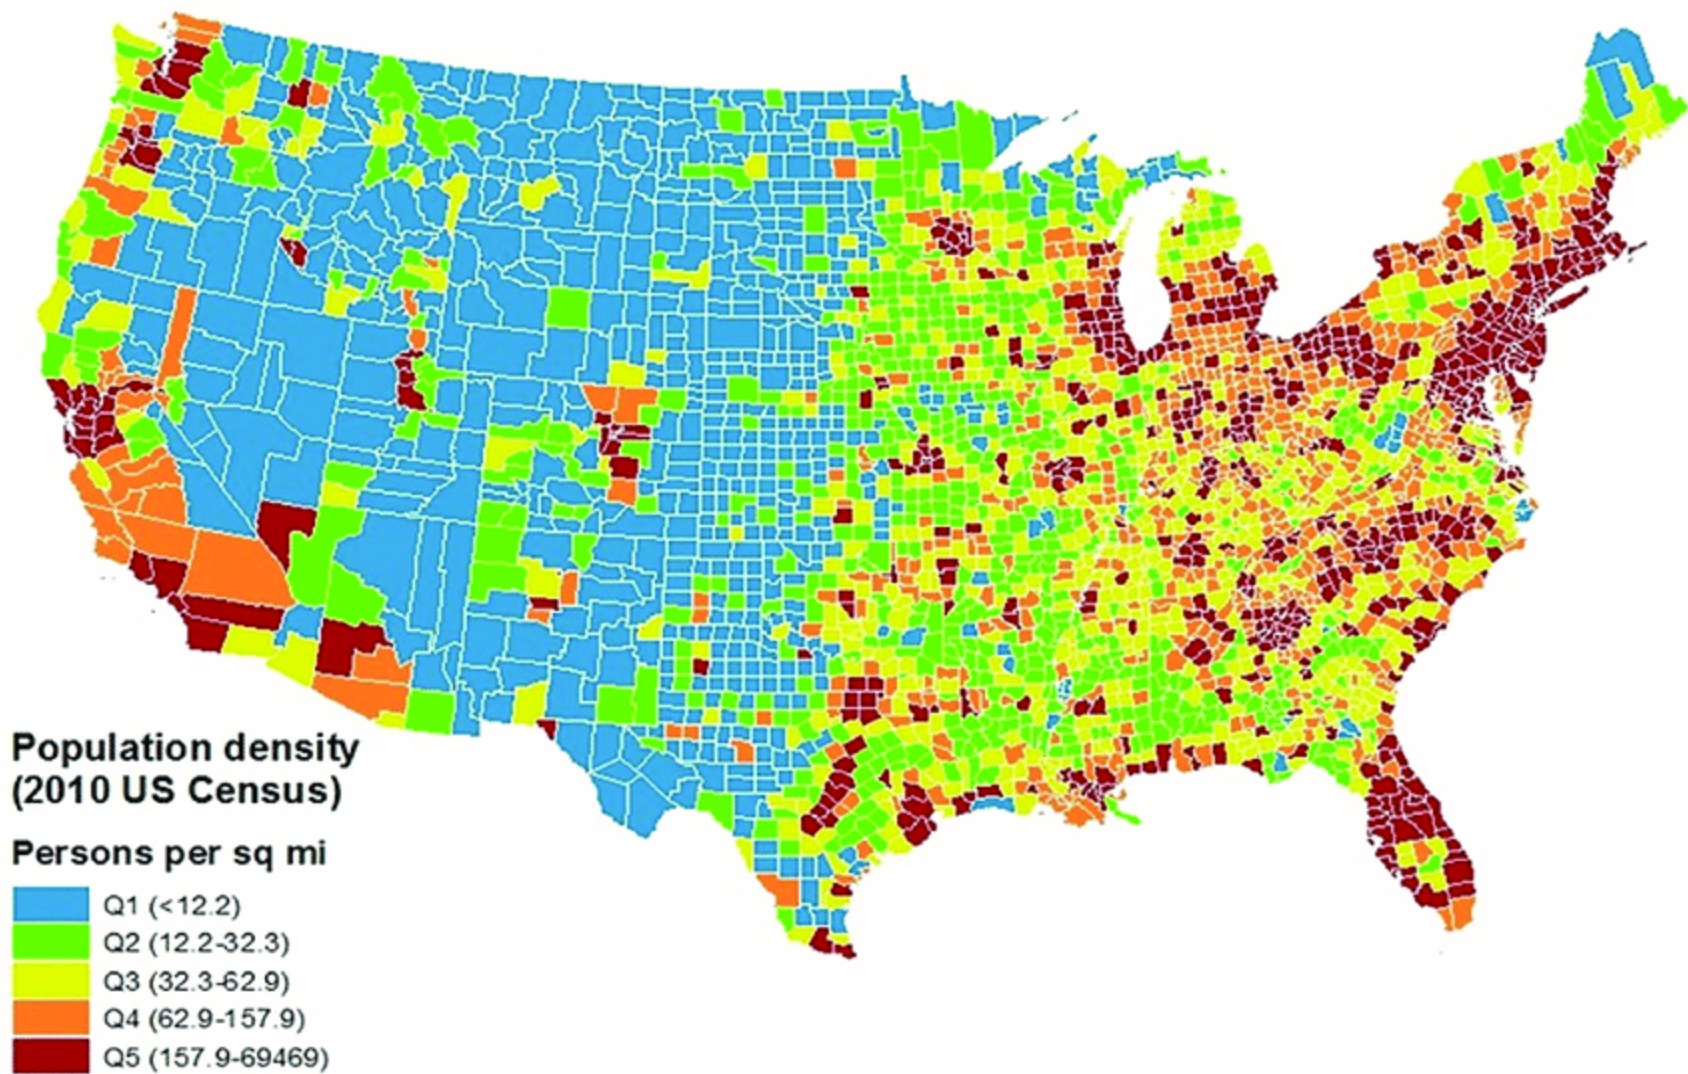 Population density
(2010 US Census)
Persons per sq mi
Q1 (<12.2)
Q2 (12.2-32.3)
Q3 (32.3-62.9)
Q4 (62.9-157.9)
Q5 (157.9-69469)